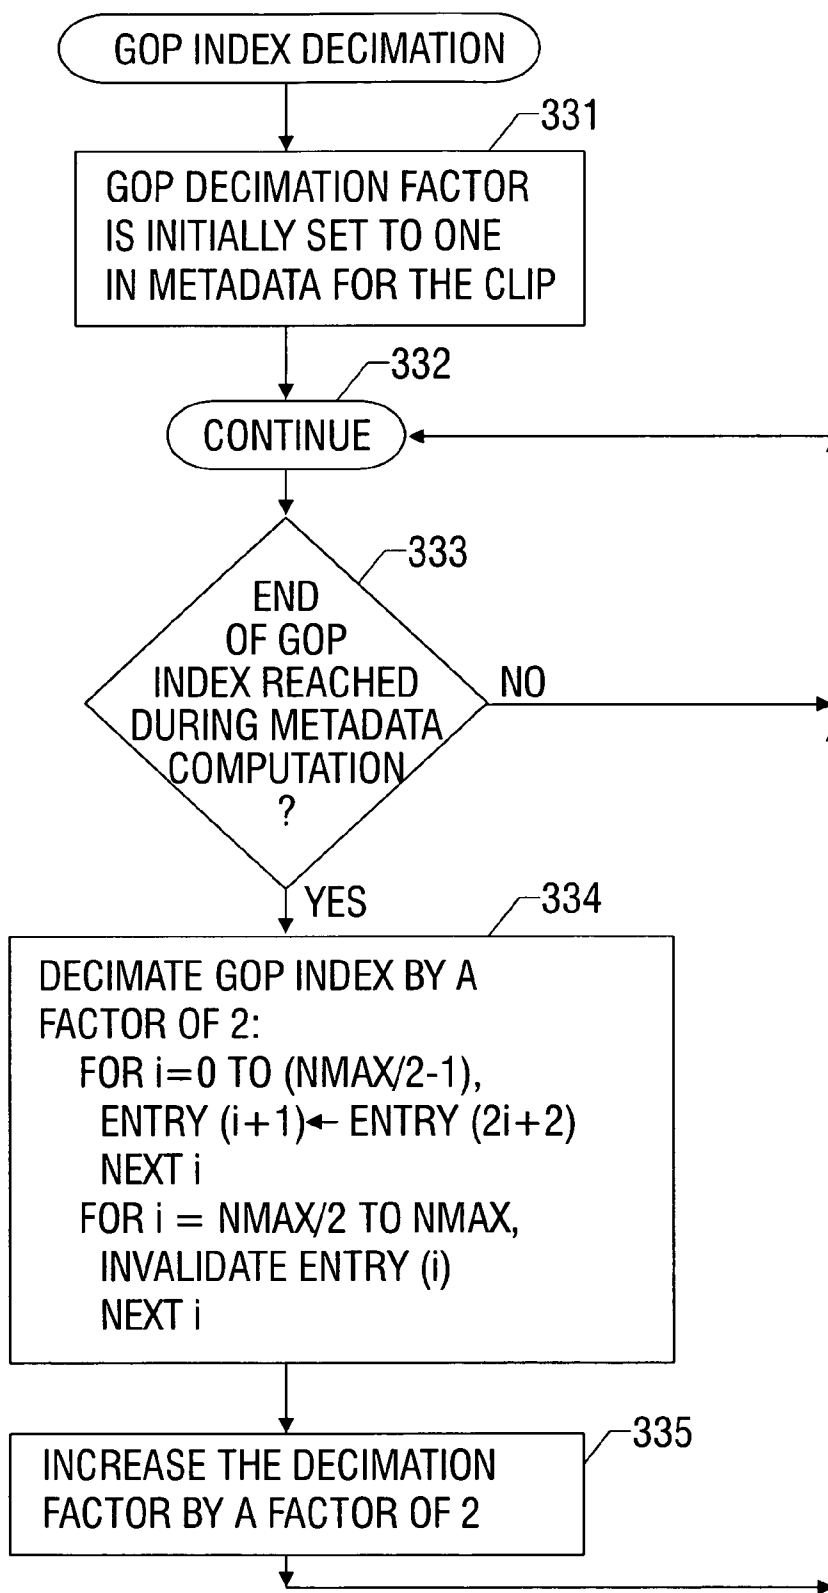 GOP INDEX DECIMATION
331
GOP DECIMATION FACTOR
IS INITIALLY SET TO ONE
IN METADATA FOR THE CLIP
332
CONTINUE
333
END
OF GOP
INDEX REACHED
DURING METADATA
COMPUTATION
?
NO
YES
334
DECIMATE GOP INDEX BY A
FACTOR OF 2:
FOR i=0 TO (NMAX/2-1),
ENTRY (i+1)← ENTRY (2i+2)
NEXT i
FOR i = NMAX/2 TO NMAX,
INVALIDATE ENTRY (i)
NEXT i
335
INCREASE THE DECIMATION
FACTOR BY A FACTOR OF 2